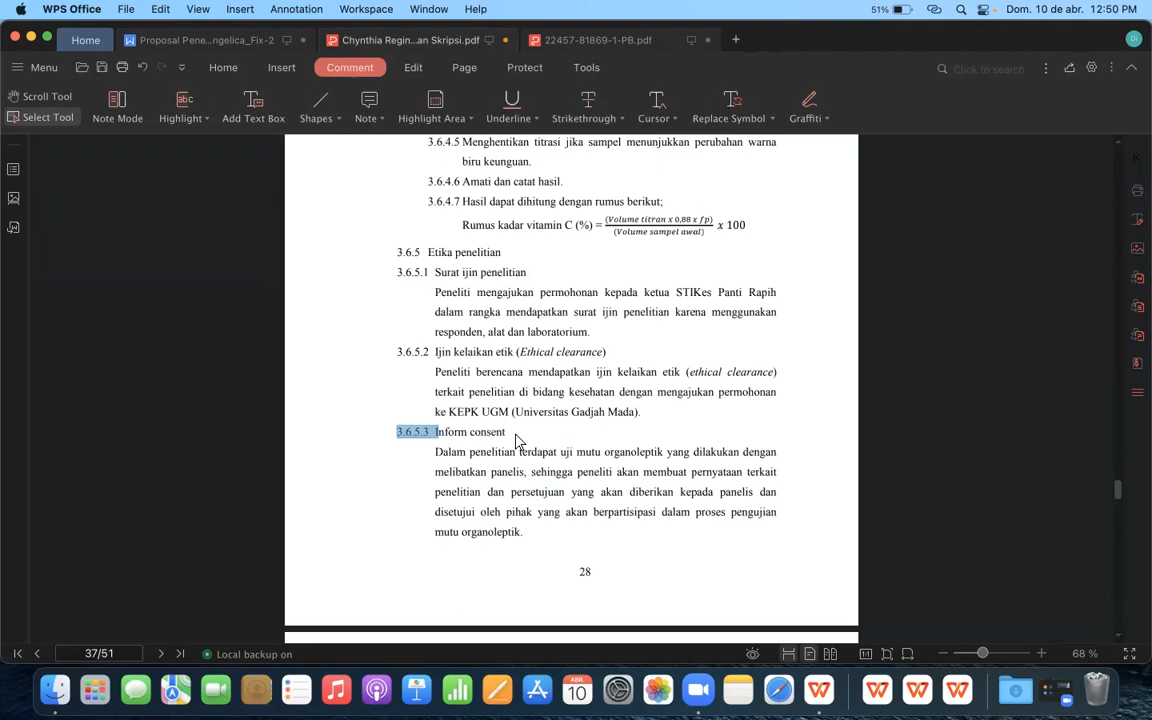 WPS Office File Edit View Insert Annotation Workspace Window Help 51% Dom. 10 de abr. 12:50 PM
Home Proposal Pene...ngelica_Fix-2 Chynthia Regin...an Skripsi.pdf 22457-81869-1-PB.pdf + Di
Menu Home Insert Comment Edit Page Protect Tools Click to search
Scroll Tool
Select Tool
Note Mode Highlight Add Text Box Shapes Note Highlight Area Underline Strikethrough Cursor Replace Symbol Graffiti
3.6.4.5 Menghentikan titrasi jika sampel menunjukkan perubahan warna
biru keunguan.
3.6.4.6 Amati dan catat hasil.
3.6.4.7 Hasil dapat dihitung dengan rumus berikut;
Rumus kadar vitamin C (%) = (Volume titran x 0,88 x fp) / (Volume sampel awal) x 100
3.6.5 Etika penelitian
3.6.5.1 Surat ijin penelitian
Peneliti mengajukan permohonan kepada ketua STIKes Panti Rapih
dalam rangka mendapatkan surat ijin penelitian karena menggunakan
responden, alat dan laboratorium.
3.6.5.2 Ijin kelaikan etik (Ethical clearance)
Peneliti berencana mendapatkan ijin kelaikan etik (ethical clearance)
terkait penelitian di bidang kesehatan dengan mengajukan permohonan
ke KEPK UGM (Universitas Gadjah Mada).
3.6.5.3 Inform consent
Dalam penelitian terdapat uji mutu organoleptik yang dilakukan dengan
melibatkan panelis, sehingga peneliti akan membuat pernyataan terkait
penelitian dan persetujuan yang akan diberikan kepada panelis dan
disetujui oleh pihak yang akan berpartisipasi dalam proses pengujian
mutu organoleptik.
28
37/51 Local backup on 68 %
ABR.
10